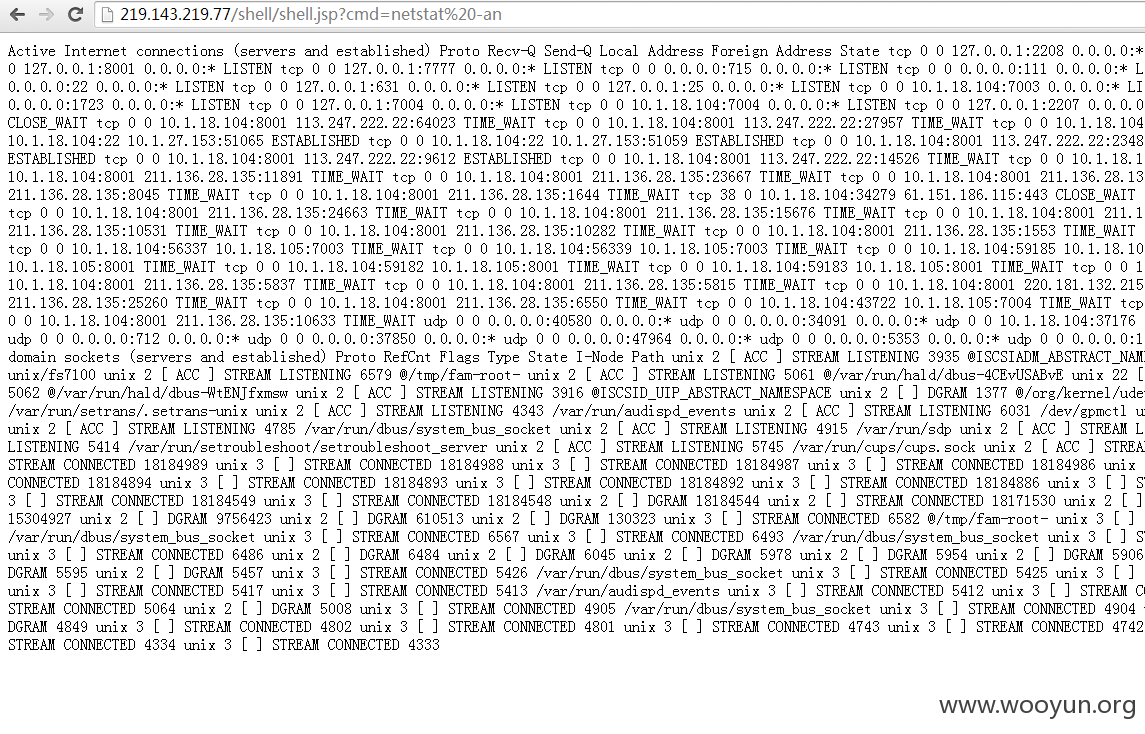 219.143.219.77/shell/shell.jsp?cmd=netstat%20-an
Active Internet connections (servers and established) Proto Recv-Q Send-Q Local Address Foreign Address State tcp 0 0 127.0.0.1:2208 0.0.0.0:*
0 127.0.0.1:8001 0.0.0.0:* LISTEN tcp 0 0 127.0.0.1:7777 0.0.0.0:* LISTEN tcp 0 0 0.0.0.0:715 0.0.0.0:* LISTEN tcp 0 0 0.0.0.0:111 0.0.0.0:* L
0.0.0.0:22 0.0.0.0:* LISTEN tcp 0 0 127.0.0.1:631 0.0.0.0:* LISTEN tcp 0 0 127.0.0.1:25 0.0.0.0:* LISTEN tcp 0 0 10.1.18.104:7003 0.0.0.0:* LI
0.0.0.0:1723 0.0.0.0:* LISTEN tcp 0 0 127.0.0.1:7004 0.0.0.0:* LISTEN tcp 0 0 10.1.18.104:7004 0.0.0.0:* LISTEN tcp 0 0 127.0.0.1:2207 0.0.0.0
CLOSE_WAIT tcp 0 0 10.1.18.104:8001 113.247.222.22:64023 TIME_WAIT tcp 0 0 10.1.18.104:8001 113.247.222.22:27957 TIME_WAIT tcp 0 0 10.1.18.104
10.1.18.104:22 10.1.27.153:51065 ESTABLISHED tcp 0 0 10.1.18.104:22 10.1.27.153:51059 ESTABLISHED tcp 0 0 10.1.18.104:8001 113.247.222.22:2348
ESTABLISHED tcp 0 0 10.1.18.104:8001 113.247.222.22:9612 ESTABLISHED tcp 0 0 10.1.18.104:8001 113.247.222.22:14526 TIME_WAIT tcp 0 0 10.1.18.1
10.1.18.104:8001 211.136.28.135:11891 TIME_WAIT tcp 0 0 10.1.18.104:8001 211.136.28.135:23667 TIME_WAIT tcp 0 0 10.1.18.104:8001 211.136.28.13
211.136.28.135:8045 TIME_WAIT tcp 0 0 10.1.18.104:8001 211.136.28.135:1644 TIME_WAIT tcp 38 0 10.1.18.104:34279 61.151.186.115:443 CLOSE_WAIT
tcp 0 0 10.1.18.104:8001 211.136.28.135:24663 TIME_WAIT tcp 0 0 10.1.18.104:8001 211.136.28.135:15676 TIME_WAIT tcp 0 0 10.1.18.104:8001 211.1
211.136.28.135:10531 TIME_WAIT tcp 0 0 10.1.18.104:8001 211.136.28.135:10282 TIME_WAIT tcp 0 0 10.1.18.104:8001 211.136.28.135:1553 TIME_WAIT
tcp 0 0 10.1.18.104:56337 10.1.18.105:7003 TIME_WAIT tcp 0 0 10.1.18.104:56339 10.1.18.105:7003 TIME_WAIT tcp 0 0 10.1.18.104:59185 10.1.18.10
10.1.18.105:8001 TIME_WAIT tcp 0 0 10.1.18.104:59182 10.1.18.105:8001 TIME_WAIT tcp 0 0 10.1.18.104:59183 10.1.18.105:8001 TIME_WAIT tcp 0 0
10.1.18.104:8001 211.136.28.135:5837 TIME_WAIT tcp 0 0 10.1.18.104:8001 211.136.28.135:5815 TIME_WAIT tcp 0 0 10.1.18.104:8001 220.181.132.215
211.136.28.135:25260 TIME_WAIT tcp 0 0 10.1.18.104:8001 211.136.28.135:6550 TIME_WAIT tcp 0 0 10.1.18.104:43722 10.1.18.105:7004 TIME_WAIT tcp
0 0 10.1.18.104:8001 211.136.28.135:10633 TIME_WAIT udp 0 0 0.0.0.0:40580 0.0.0.0:* udp 0 0 0.0.0.0:34091 0.0.0.0:* udp 0 0 10.1.18.104:37176
udp 0 0 0.0.0.0:712 0.0.0.0:* udp 0 0 0.0.0.0:37850 0.0.0.0:* udp 0 0 0.0.0.0:47964 0.0.0.0:* udp 0 0 0.0.0.0:5353 0.0.0.0:* udp 0 0 0.0.0.0:1
domain sockets (servers and established) Proto RefCnt Flags Type State I-Node Path unix 2 [ ACC ] STREAM LISTENING 3935 @ISCSIADM_ABSTRACT_NAM
unix/fs7100 unix 2 [ ACC ] STREAM LISTENING 6579 @/tmp/fam-root- unix 2 [ ACC ] STREAM LISTENING 5061 @/var/run/hald/dbus-4CEvUSABvE unix 22 [
5062 @/var/run/hald/dbus-WtENJfxmsw unix 2 [ ACC ] STREAM LISTENING 3916 @ISCSID_UIP_ABSTRACT_NAMESPACE unix 2 [ ] DGRAM 1377 @/org/kernel/ude
/var/run/setrans/.setrans-unix unix 2 [ ACC ] STREAM LISTENING 4343 /var/run/audispd_events unix 2 [ ACC ] STREAM LISTENING 6031 /dev/gpmctl u
unix 2 [ ACC ] STREAM LISTENING 4785 /var/run/dbus/system_bus_socket unix 2 [ ACC ] STREAM LISTENING 4915 /var/run/sdp unix 2 [ ACC ] STREAM L
LISTENING 5414 /var/run/setroubleshoot/setroubleshoot_server unix 2 [ ACC ] STREAM LISTENING 5745 /var/run/cups/cups.sock unix 2 [ ACC ] STREA
STREAM CONNECTED 18184989 unix 3 [ ] STREAM CONNECTED 18184988 unix 3 [ ] STREAM CONNECTED 18184987 unix 3 [ ] STREAM CONNECTED 18184986 unix
CONNECTED 18184894 unix 3 [ ] STREAM CONNECTED 18184893 unix 3 [ ] STREAM CONNECTED 18184892 unix 3 [ ] STREAM CONNECTED 18184886 unix 3 [ ] S
3 [ ] STREAM CONNECTED 18184549 unix 3 [ ] STREAM CONNECTED 18184548 unix 2 [ ] DGRAM 18184544 unix 2 [ ] STREAM CONNECTED 18171530 unix 2 [ ]
15304927 unix 2 [ ] DGRAM 9756423 unix 2 [ ] DGRAM 610513 unix 2 [ ] DGRAM 130323 unix 3 [ ] STREAM CONNECTED 6582 @/tmp/fam-root- unix 3 [ ]
/var/run/dbus/system_bus_socket unix 3 [ ] STREAM CONNECTED 6567 unix 3 [ ] STREAM CONNECTED 6493 /var/run/dbus/system_bus_socket unix 3 [ ] S
unix 3 [ ] STREAM CONNECTED 6486 unix 2 [ ] DGRAM 6484 unix 2 [ ] DGRAM 6045 unix 2 [ ] DGRAM 5978 unix 2 [ ] DGRAM 5954 unix 2 [ ] DGRAM 5906
DGRAM 5595 unix 2 [ ] DGRAM 5457 unix 3 [ ] STREAM CONNECTED 5426 /var/run/dbus/system_bus_socket unix 3 [ ] STREAM CONNECTED 5425 unix 3 [ ]
unix 3 [ ] STREAM CONNECTED 5417 unix 3 [ ] STREAM CONNECTED 5413 /var/run/audispd_events unix 3 [ ] STREAM CONNECTED 5412 unix 3 [ ] STREAM CO
STREAM CONNECTED 5064 unix 2 [ ] DGRAM 5008 unix 3 [ ] STREAM CONNECTED 4905 /var/run/dbus/system_bus_socket unix 3 [ ] STREAM CONNECTED 4904
DGRAM 4849 unix 3 [ ] STREAM CONNECTED 4802 unix 3 [ ] STREAM CONNECTED 4801 unix 3 [ ] STREAM CONNECTED 4743 unix 3 [ ] STREAM CONNECTED 4742
STREAM CONNECTED 4334 unix 3 [ ] STREAM CONNECTED 4333
www.wooyun.org